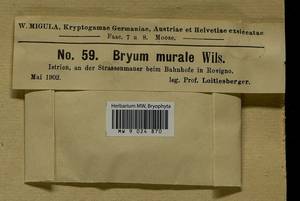 W. MIGULA, Kryptogamae Germaniae, Austriae et Helvetiae exsiccatae
Fasc. 7 u. 8. Moose.
No. 59. Bryum murale Wils.
Istrien, an der Strassenmauer beim Bahnhofe in Rovigno.
Mai 1902. leg. Prof. Loitlesberger.
Herbarium MW, Bryophyta
MW 9 024 870